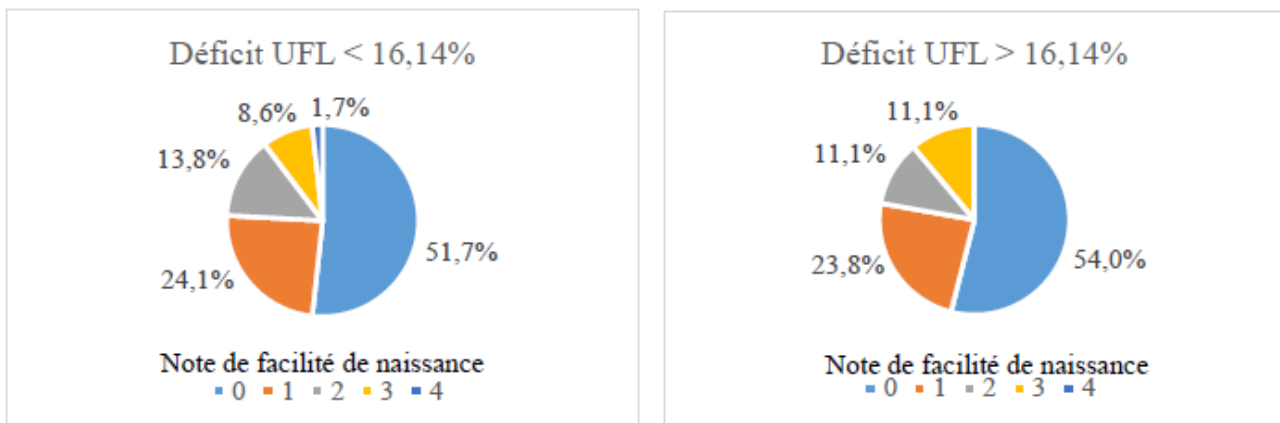 Déficit UFL < 16,14%
8,6%
1,7%
13,8%
24,1%
51,7%
Note de facilité de naissance
0 1 2 3 4
Déficit UFL > 16,14%
11,1%
11,1%
23,8%
54,0%
Note de facilité de naissance
0 1 2 3 4